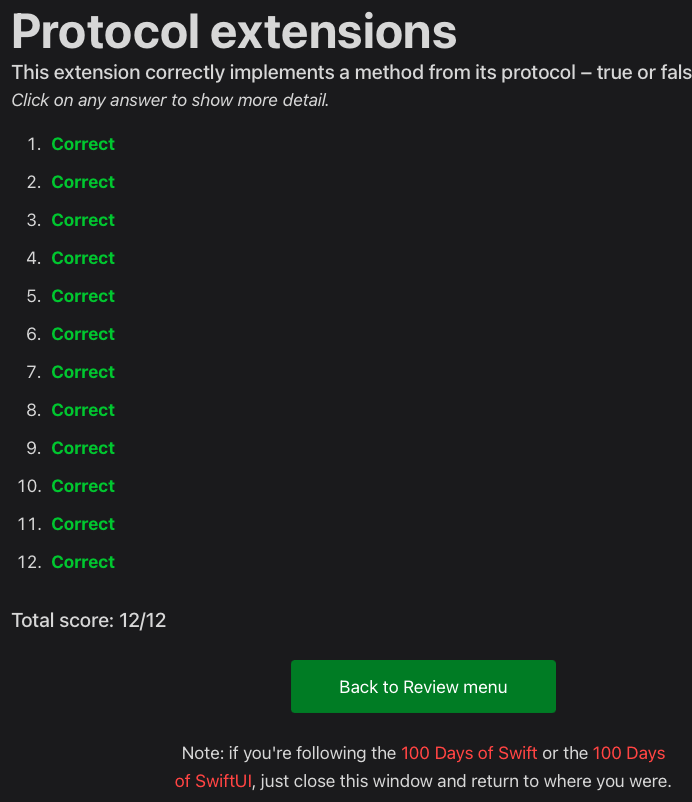 Protocol extensions
This extension correctly implements a method from its protocol – true or fals
Click on any answer to show more detail.
1. Correct
2. Correct
3. Correct
4. Correct
5. Correct
6. Correct
7. Correct
8. Correct
9. Correct
10. Correct
11. Correct
12. Correct
Total score: 12/12
Back to Review menu
Note: if you're following the 100 Days of Swift or the 100 Days
of SwiftUI, just close this window and return to where you were.